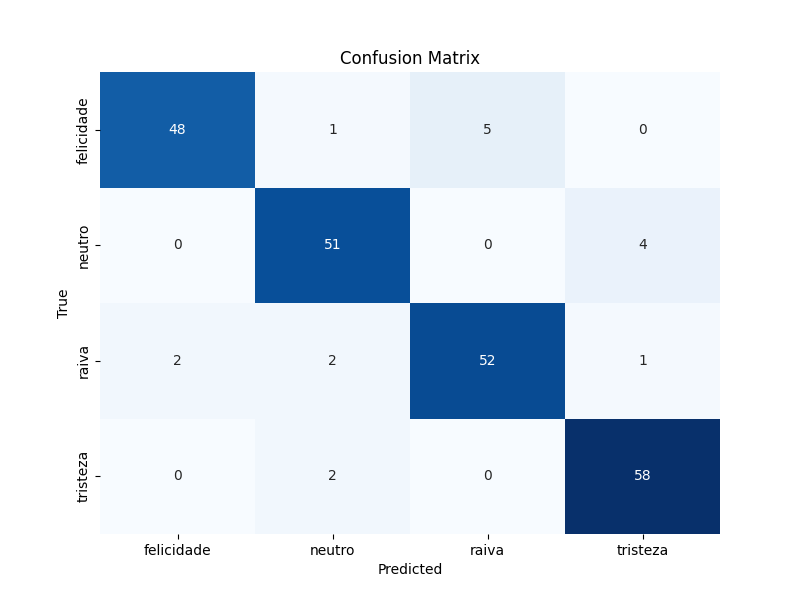 Confusion Matrix
felicidade 48 1 5 0
neutro 0 51 0 4
True
raiva 2 2 52 1
tristeza 0 2 0 58
felicidade neutro raiva tristeza
Predicted